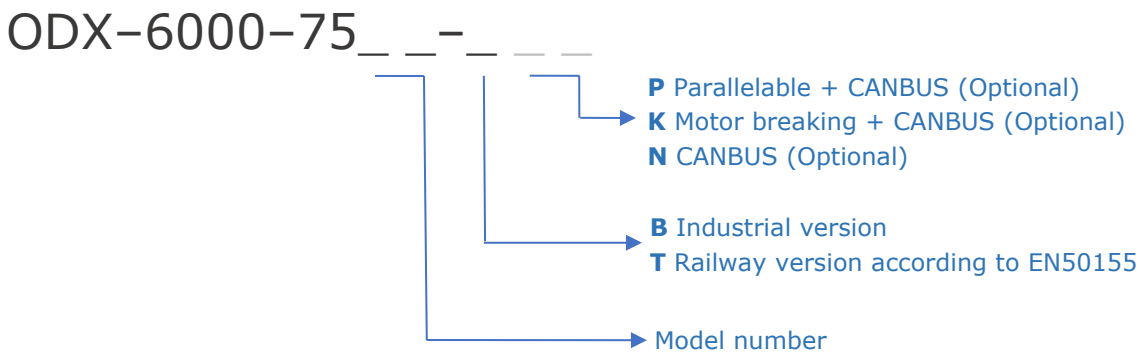 ODX–6000–75_ _–_ _ _
P Parallelable + CANBUS (Optional)
K Motor breaking + CANBUS (Optional)
N CANBUS (Optional)
B Industrial version
T Railway version according to EN50155
Model number